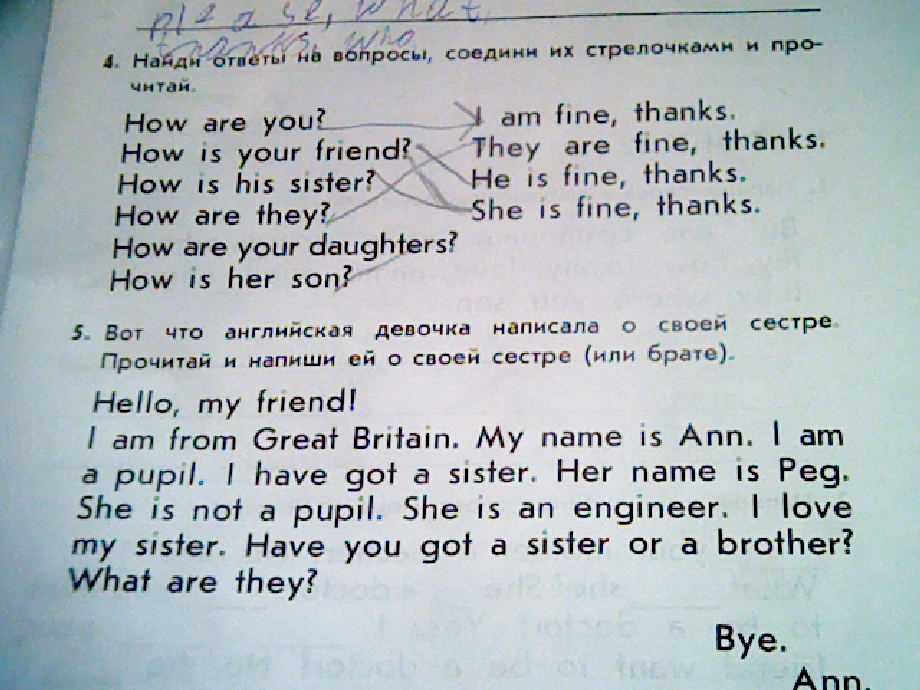 please, what,
thanks, who
4. Найди ответы на вопросы, соедини их стрелочками и про-
читай.
How are you? I am fine, thanks.
How is your friend? They are fine, thanks.
How is his sister? He is fine, thanks.
How are they? She is fine, thanks.
How are your daughters?
How is her son?
5. Вот что английская девочка написала о своей сестре.
Прочитай и напиши ей о своей сестре (или брате).
Hello, my friend!
I am from Great Britain. My name is Ann. I am
a pupil. I have got a sister. Her name is Peg.
She is not a pupil. She is an engineer. I love
my sister. Have you got a sister or a brother?
What are they?
Bye.
Ann.